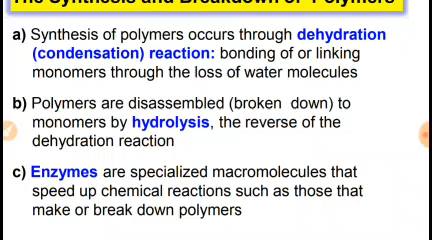 The Synthesis and Breakdown of Polymers
a) Synthesis of polymers occurs through dehydration
(condensation) reaction: bonding of or linking
monomers through the loss of water molecules
b) Polymers are disassembled (broken down) to
monomers by hydrolysis, the reverse of the
dehydration reaction
c) Enzymes are specialized macromolecules that
speed up chemical reactions such as those that
make or break down polymers